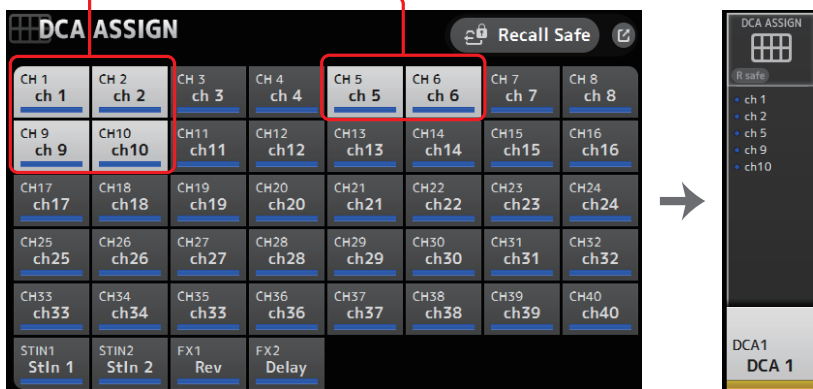 DCA ASSIGN
Recall Safe
CH 1 CH 2 CH 3 CH 4 CH 5 CH 6 CH 7 CH 8
ch 1 ch 2 ch 3 ch 4 ch 5 ch 6 ch 7 ch 8
CH 9 CH10 CH11 CH12 CH13 CH14 CH15 CH16
ch 9 ch10 ch11 ch12 ch13 ch14 ch15 ch16
CH17 CH18 CH19 CH20 CH21 CH22 CH23 CH24
ch17 ch18 ch19 ch20 ch21 ch22 ch23 ch24
CH25 CH26 CH27 CH28 CH29 CH30 CH31 CH32
ch25 ch26 ch27 ch28 ch29 ch30 ch31 ch32
CH33 CH34 CH35 CH36 CH37 CH38 CH39 CH40
ch33 ch34 ch33 ch36 ch37 ch38 ch39 ch40
STIN1 STIN2 FX1 FX2
StIn 1 StIn 2 Rev Delay
DCA ASSIGN
R safe
ch 1
ch 2
ch 5
ch 9
ch10
DCA1
DCA 1